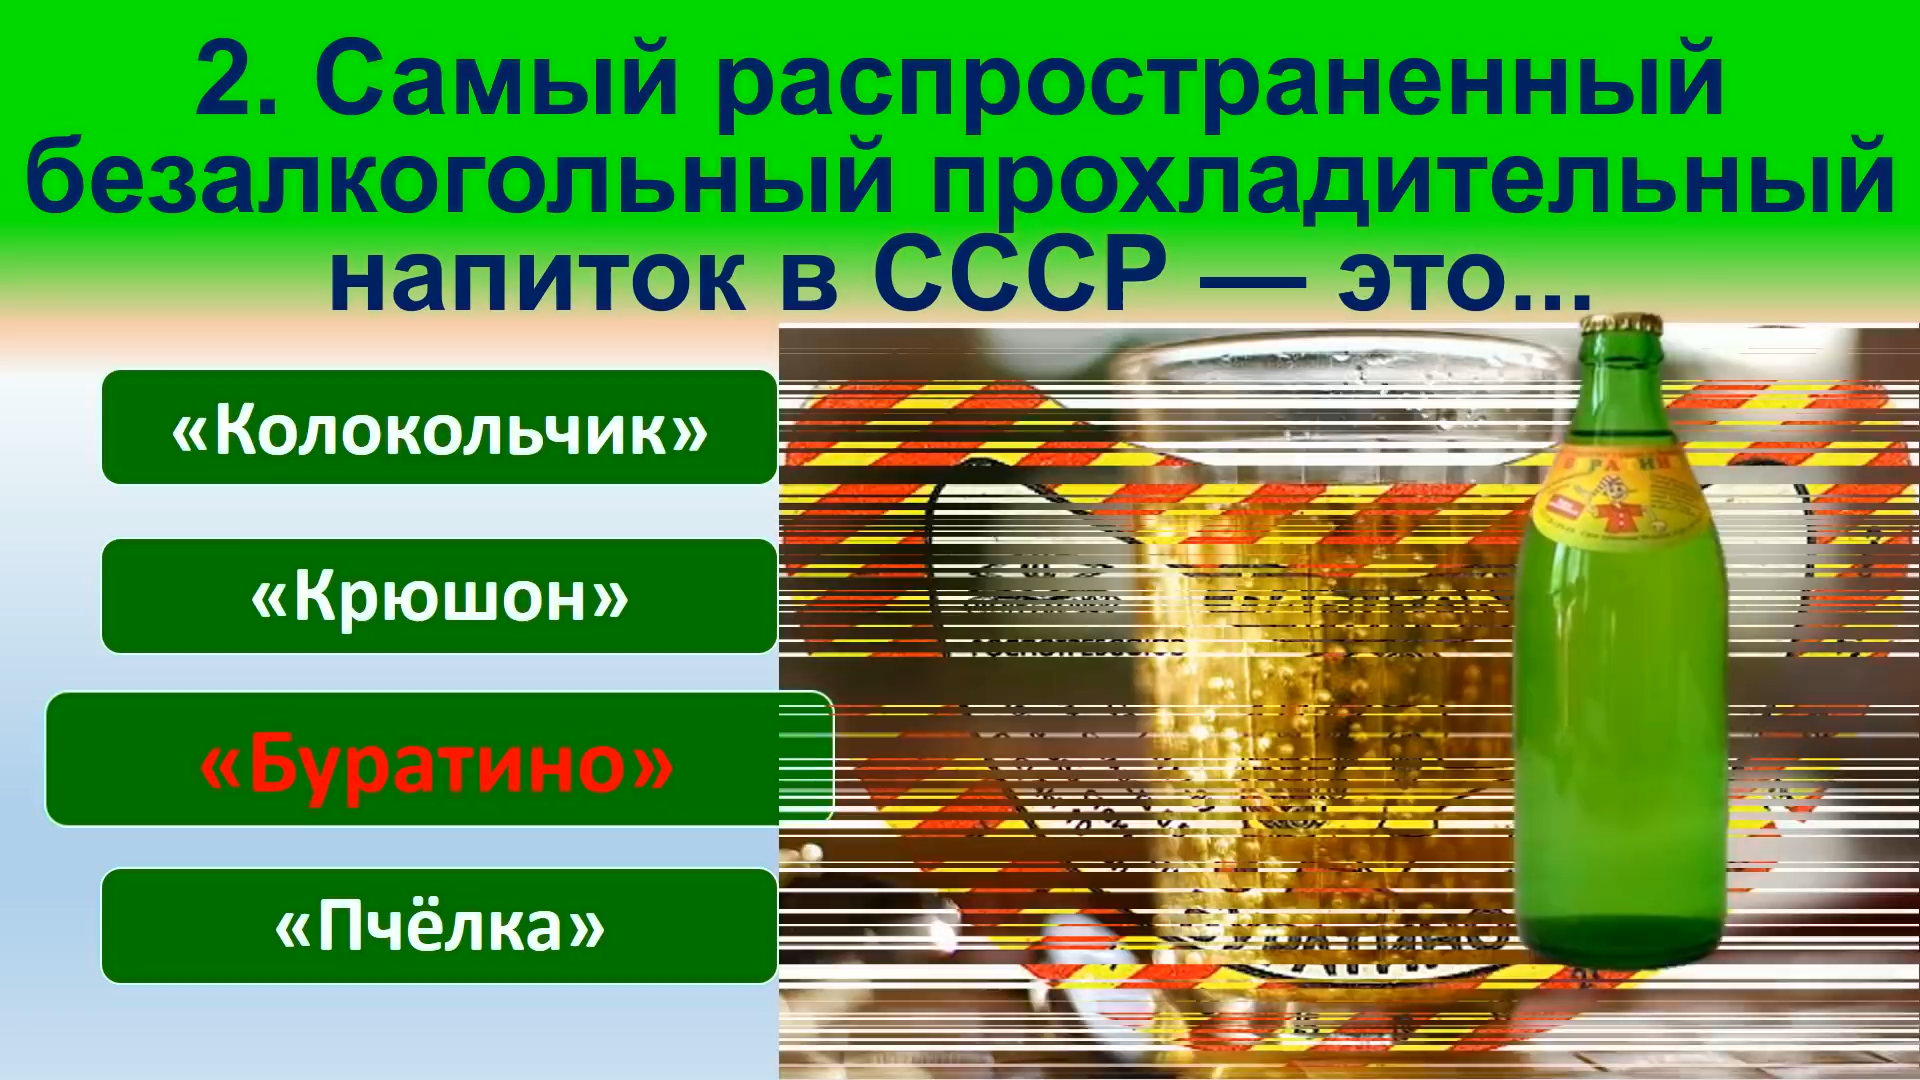 2. Самый распространенный
безалкогольный прохладительный
напиток в СССР — это...
«Колокольчик»
«Крюшон»
«Буратино»
«Пчёлка»